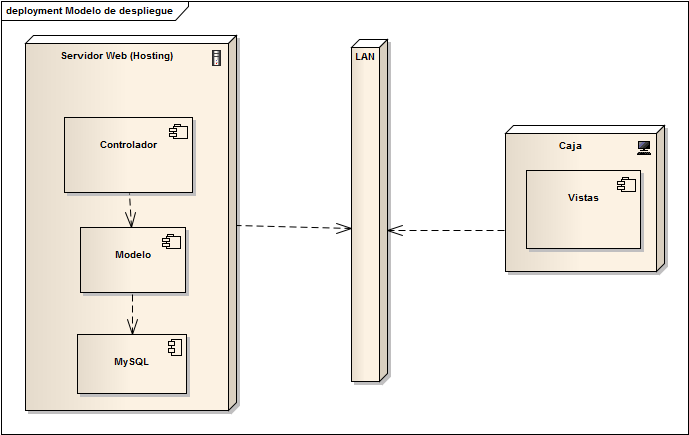 deployment Modelo de despliegue
Servidor Web (Hosting)
Controlador
Modelo
MySQL
LAN
Caja
Vistas